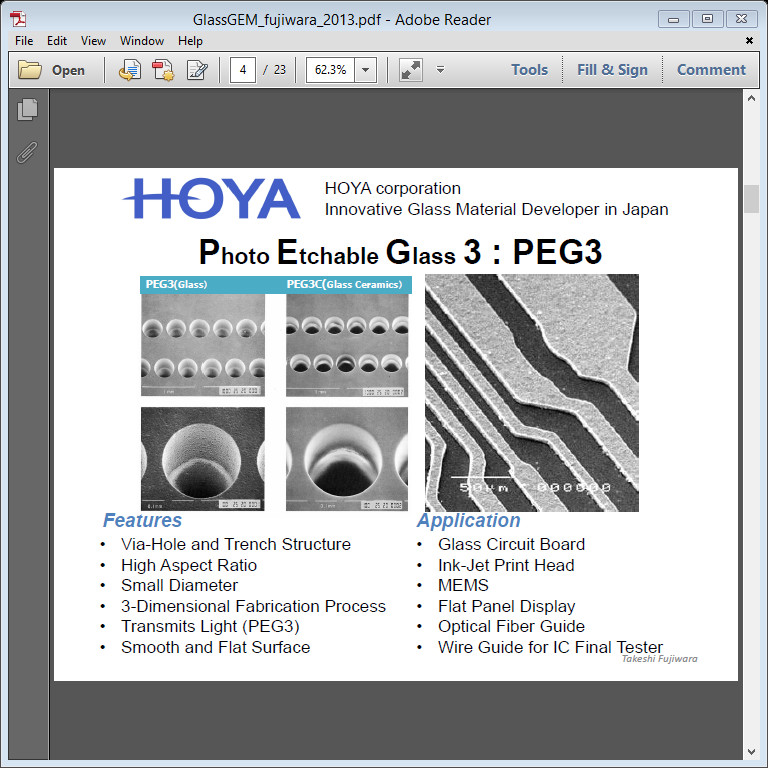 GlassGEM_fujiwara_2013.pdf - Adobe Reader
File Edit View Window Help
Open 4 / 23 62.3% Tools Fill & Sign Comment
HOYA
HOYA corporation
Innovative Glass Material Developer in Japan
Photo Etchable Glass 3 : PEG3
PEG3(Glass) PEG3C(Glass Ceramics)
50µm 000000
Features
• Via-Hole and Trench Structure
• High Aspect Ratio
• Small Diameter
• 3-Dimensional Fabrication Process
• Transmits Light (PEG3)
• Smooth and Flat Surface
Application
• Glass Circuit Board
• Ink-Jet Print Head
• MEMS
• Flat Panel Display
• Optical Fiber Guide
• Wire Guide for IC Final Tester
Takeshi Fujiwara